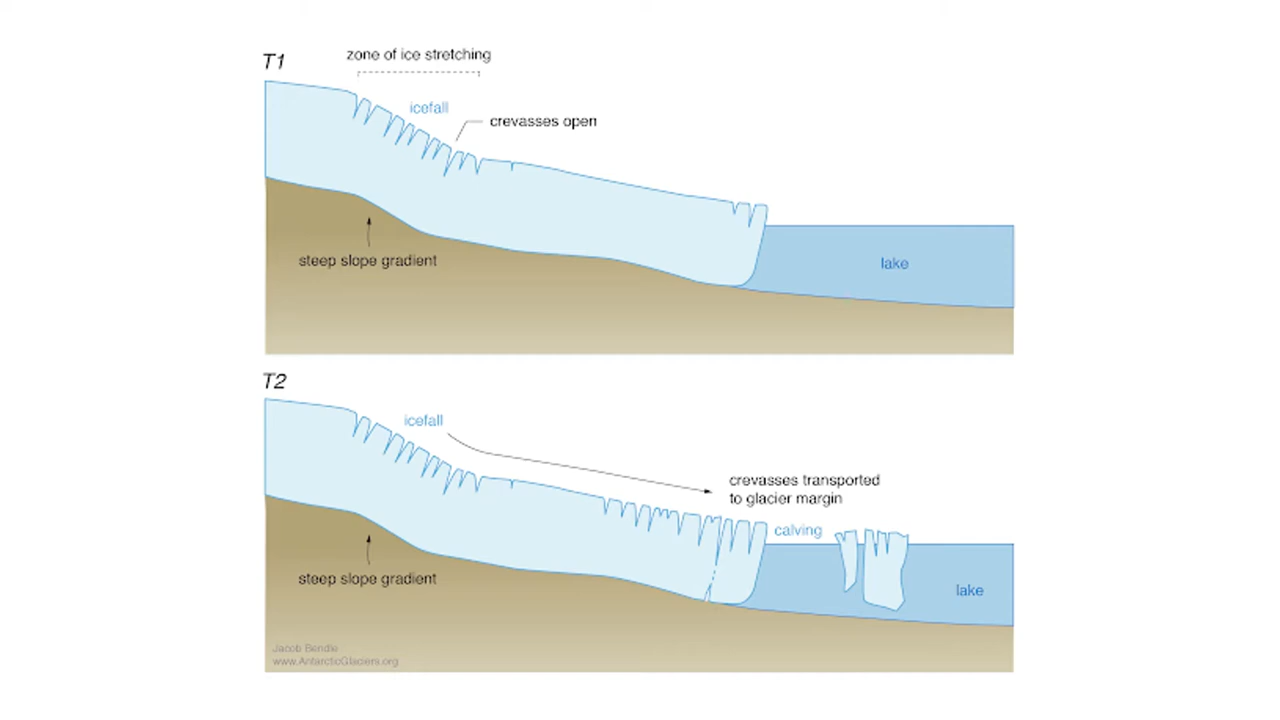 T1
zone of ice stretching
icefall
crevasses open
steep slope gradient
lake
T2
icefall
crevasses transported
to glacier margin
calving
steep slope gradient
lake
Jacob Bendle
www.AntarcticGlaciers.org